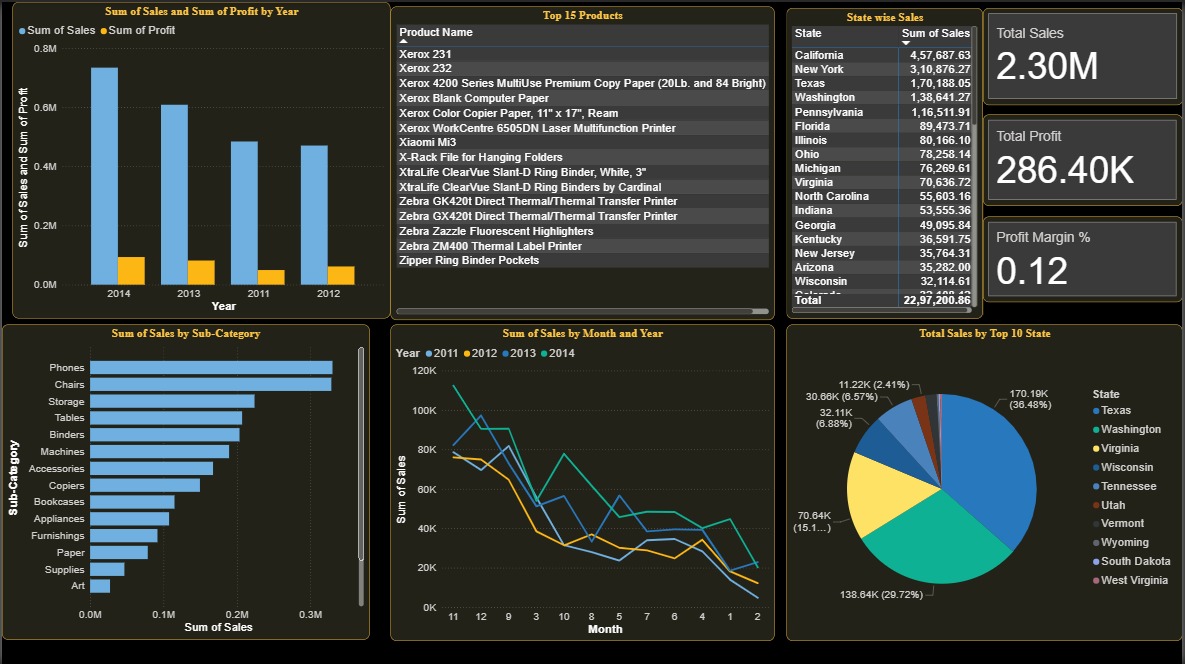 Sum of Sales and Sum of Profit by Year
Sum of Sales Sum of Profit
Sum of Sales and Sum of Profit
0.8M
0.6M
0.4M
0.2M
0.0M
2014 2013 2011 2012
Year
Top 15 Products
Product Name
Xerox 231
Xerox 232
Xerox 4200 Series MultiUse Premium Copy Paper (20Lb. and 84 Bright)
Xerox Blank Computer Paper
Xerox Color Copier Paper, 11" x 17", Ream
Xerox WorkCentre 6505DN Laser Multifunction Printer
Xiaomi Mi3
X-Rack File for Hanging Folders
XtraLife ClearVue Slant-D Ring Binder, White, 3"
XtraLife ClearVue Slant-D Ring Binders by Cardinal
Zebra GK420t Direct Thermal/Thermal Transfer Printer
Zebra GX420t Direct Thermal/Thermal Transfer Printer
Zebra Zazzle Fluorescent Highlighters
Zebra ZM400 Thermal Label Printer
Zipper Ring Binder Pockets
State wise Sales
State Sum of Sales
California 4,57,687.63
New York 3,10,876.27
Texas 1,70,188.05
Washington 1,38,641.27
Pennsylvania 1,16,511.91
Florida 89,473.71
Illinois 80,166.10
Ohio 78,258.14
Michigan 76,269.61
Virginia 70,636.72
North Carolina 55,603.16
Indiana 53,555.36
Georgia 49,095.84
Kentucky 36,591.75
New Jersey 35,764.31
Arizona 35,282.00
Wisconsin 32,114.61
Total 22,97,200.86
Total Sales
2.30M
Total Profit
286.40K
Profit Margin %
0.12
Sum of Sales by Sub-Category
Sub-Category
Phones
Chairs
Storage
Tables
Binders
Machines
Accessories
Copiers
Bookcases
Appliances
Furnishings
Paper
Supplies
Art
0.0M 0.1M 0.2M 0.3M
Sum of Sales
Sum of Sales by Month and Year
Year 2011 2012 2013 2014
Sum of Sales
120K
100K
80K
60K
40K
20K
0K
11 12 9 3 10 8 5 7 6 4 1 2
Month
Total Sales by Top 10 State
11.22K (2.41%)
30.66K (6.57%)
32.11K
(6.88%)
70.64K
(15.1...)
138.64K (29.72%)
170.19K
(36.48%)
State
Texas
Washington
Virginia
Wisconsin
Tennessee
Utah
Vermont
Wyoming
South Dakota
West Virginia